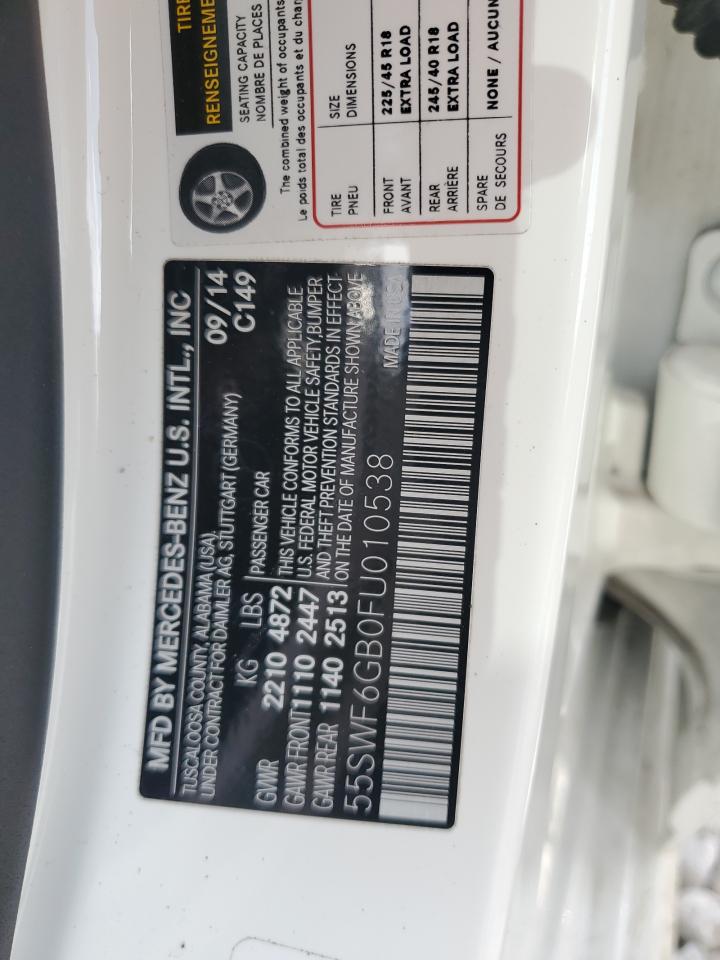 MFD BY MERCEDES-BENZ U.S. INTL., INC
TUSCALOOSA COUNTY, ALABAMA (USA)
UNDER CONTRACT FOR DAIMLER AG, STUTTGART (GERMANY)
09/14
C149
KG LBS
GVWR 2210 4872
GAWR FRONT 1110 2447
GAWR REAR 1140 2513
PASSENGER CAR
THIS VEHICLE CONFORMS TO ALL APPLICABLE
U.S. FEDERAL MOTOR VEHICLE SAFETY, BUMPER
AND THEFT PREVENTION STANDARDS IN EFFECT
ON THE DATE OF MANUFACTURE SHOWN ABOVE
55SWF6GB0FU010538
MADE IN USA
TIRE
RENSEIGNEME
SEATING CAPACITY
NOMBRE DE PLACES
The combined weight of occupants
Le poids total des occupants et du char
TIRE SIZE
PNEU DIMENSIONS
FRONT 225/45 R18
AVANT EXTRA LOAD
REAR 245/40 R18
ARRIÈRE EXTRA LOAD
SPARE NONE / AUCUN
DE SECOURS